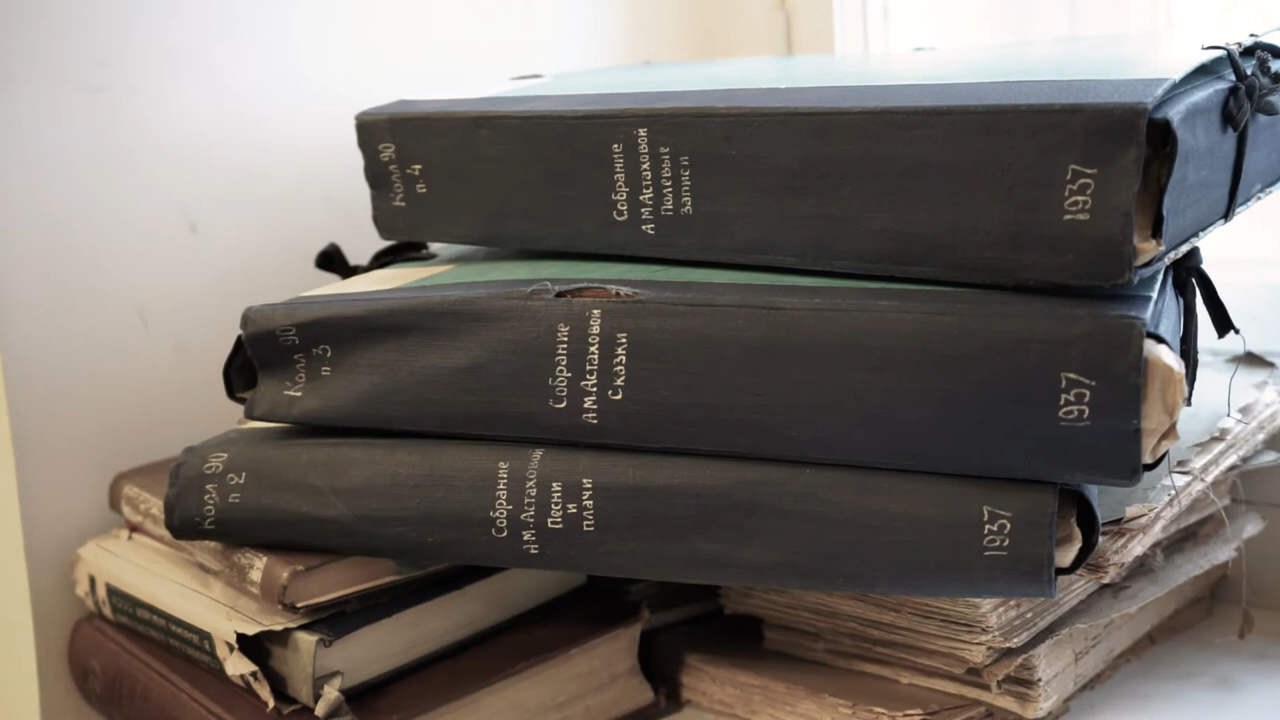 Колл 90
п. 4
Собрание
А·М·Астаховой
Полевые
записи
1937
Колл 90
п. 3
Собрание
А·М·Астаховой
Сказки
1937
Колл 90
п 2
Собрание
А·М·Астаховой
Песни
и
плачи
1937